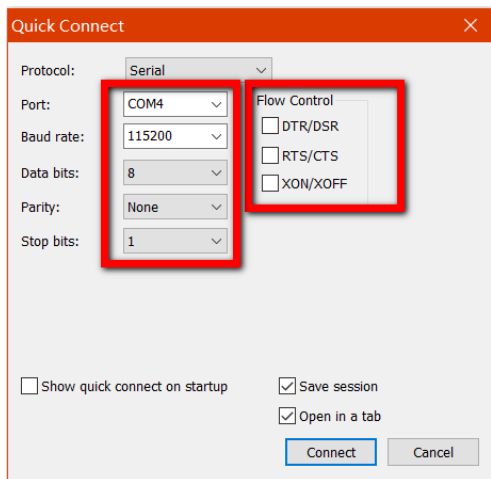 Quick Connect
Protocol: Serial
Port: COM4
Flow Control
Baud rate: 115200
DTR/DSR
RTS/CTS
Data bits: 8
XON/XOFF
Parity: None
Stop bits: 1
Show quick connect on startup
Save session
Open in a tab
Connect Cancel